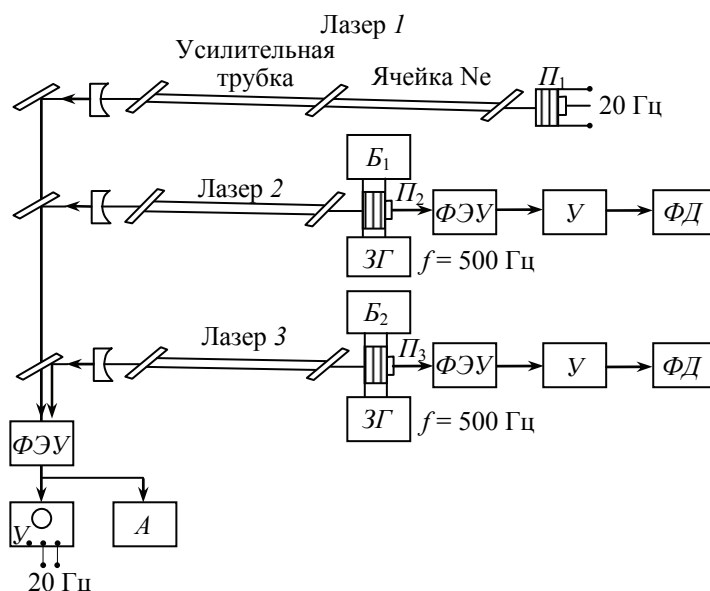 Лазер 1
Усилительная
трубка
Ячейка Ne
П₁
20 Гц
Б₁
Лазер 2
П₂
ФЭУ
У
ФД
ЗГ
f = 500 Гц
Б₂
Лазер 3
П₃
ФЭУ
У
ФД
ЗГ
f = 500 Гц
ФЭУ
У
А
20 Гц